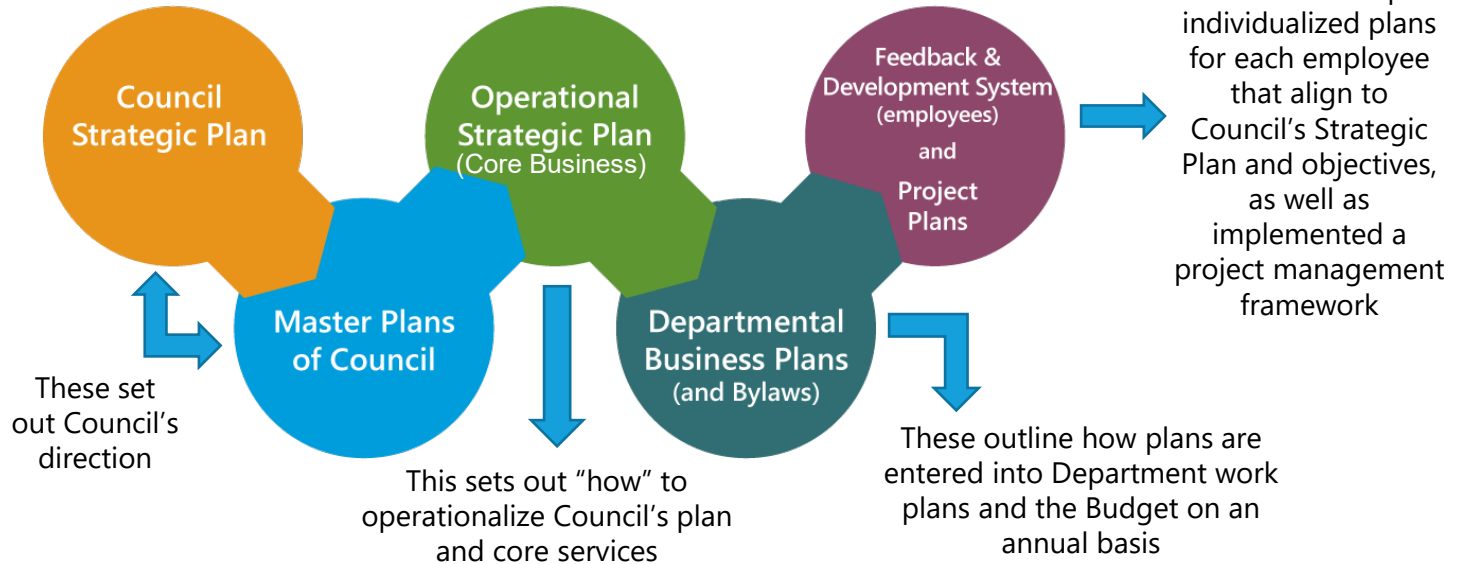 Council
Strategic Plan
Master Plans
of Council
Operational
Strategic Plan
(Core Business)
Departmental
Business Plans
(and Bylaws)
Feedback &
Development System
(employees)
and
Project
Plans
These set
out Council’s
direction
This sets out “how” to
operationalize Council’s plan
and core services
These outline how plans are
entered into Department work
plans and the Budget on an
annual basis
individualized plans
for each employee
that align to
Council’s Strategic
Plan and objectives,
as well as
implemented a
project management
framework